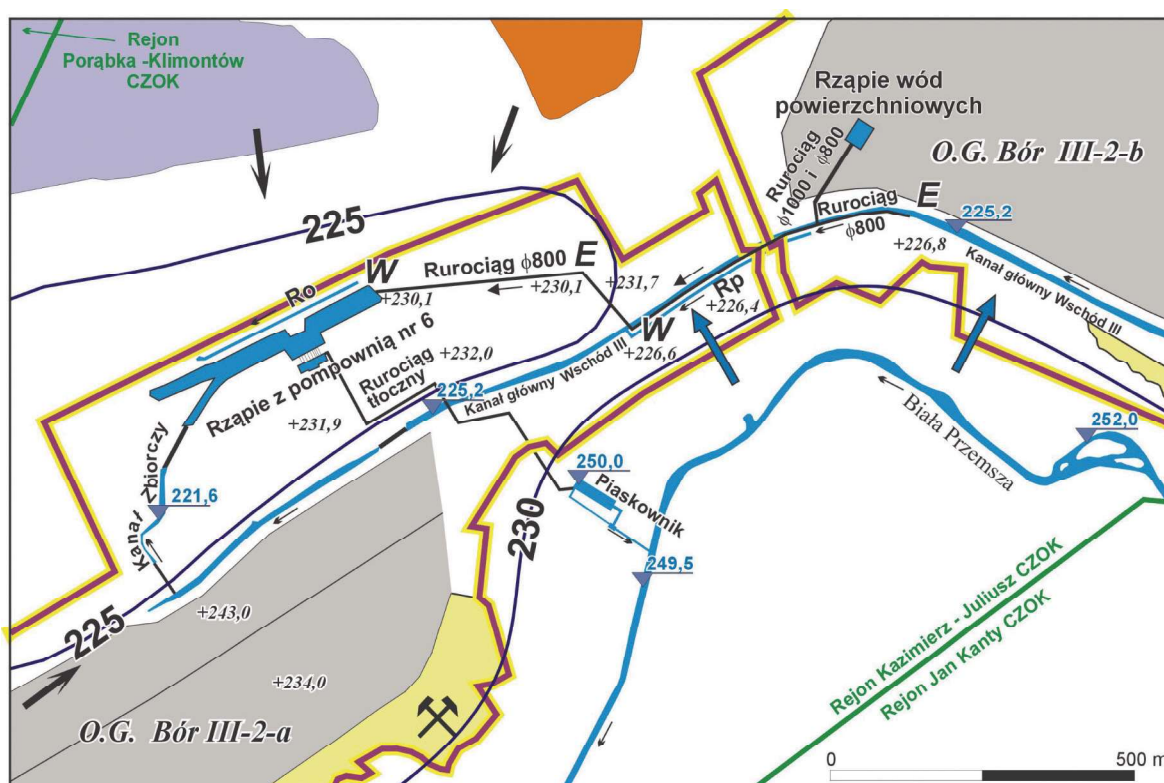 Rejon
Porąbka -Klimontów
CZOK
Rząpie wód
powierzchniowych
O.G. Bór III-2-b
Rurociąg
ϕ1000 i ϕ800
Rurociąg
ϕ800
E
225,2
+226,8
Kanał główny Wschód III
225
W
Rurociąg ϕ800
E
+230,1
+230,1
+231,7
Ro
Rp
+226,4
W
+226,6
Rząpie z pompownią nr 6
+232,0
Rurociąg
tłoczny
225,2
Kanał główny Wschód III
+231,9
Kanał zbiorczy
221,6
Biała Przemsza
252,0
250,0
Piaskownik
230
249,5
225
+243,0
+234,0
O.G. Bór III-2-a
Rejon Kazimierz - Juliusz CZOK
Rejon Jan Kanty CZOK
0
500 m